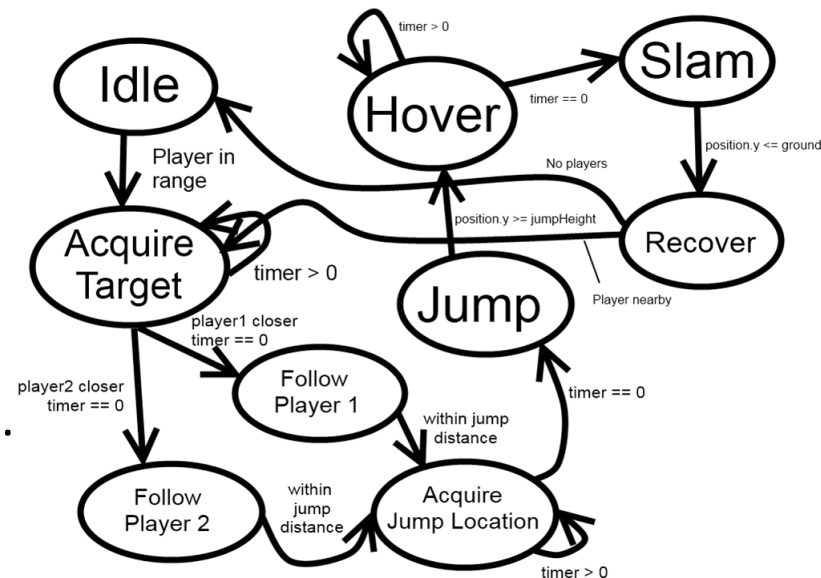 timer > 0
Idle
Hover
Slam
timer == 0
Player in
range
position.y <= ground
No players
Acquire
Target
position.y >= jumpHeight
Recover
timer > 0
Player nearby
Jump
player1 closer
timer == 0
player2 closer
timer == 0
Follow
Player 1
timer == 0
within jump
distance
Follow
Player 2
within
jump
distance
Acquire
Jump Location
timer > 0